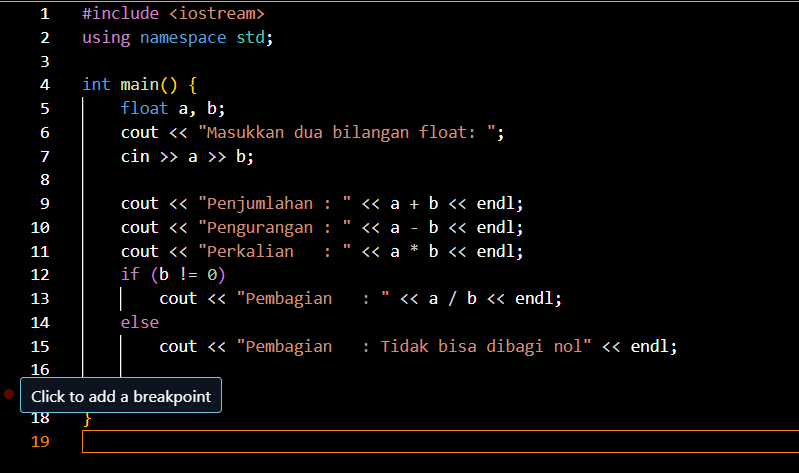 1 #include <iostream>
2 using namespace std;
3
4 int main() {
5 float a, b;
6 cout << "Masukkan dua bilangan float: ";
7 cin >> a >> b;
8
9 cout << "Penjumlahan : " << a + b << endl;
10 cout << "Pengurangan : " << a - b << endl;
11 cout << "Perkalian   : " << a * b << endl;
12 if (b != 0)
13 cout << "Pembagian   : " << a / b << endl;
14 else
15 cout << "Pembagian   : Tidak bisa dibagi nol" << endl;
16
Click to add a breakpoint
18 }
19